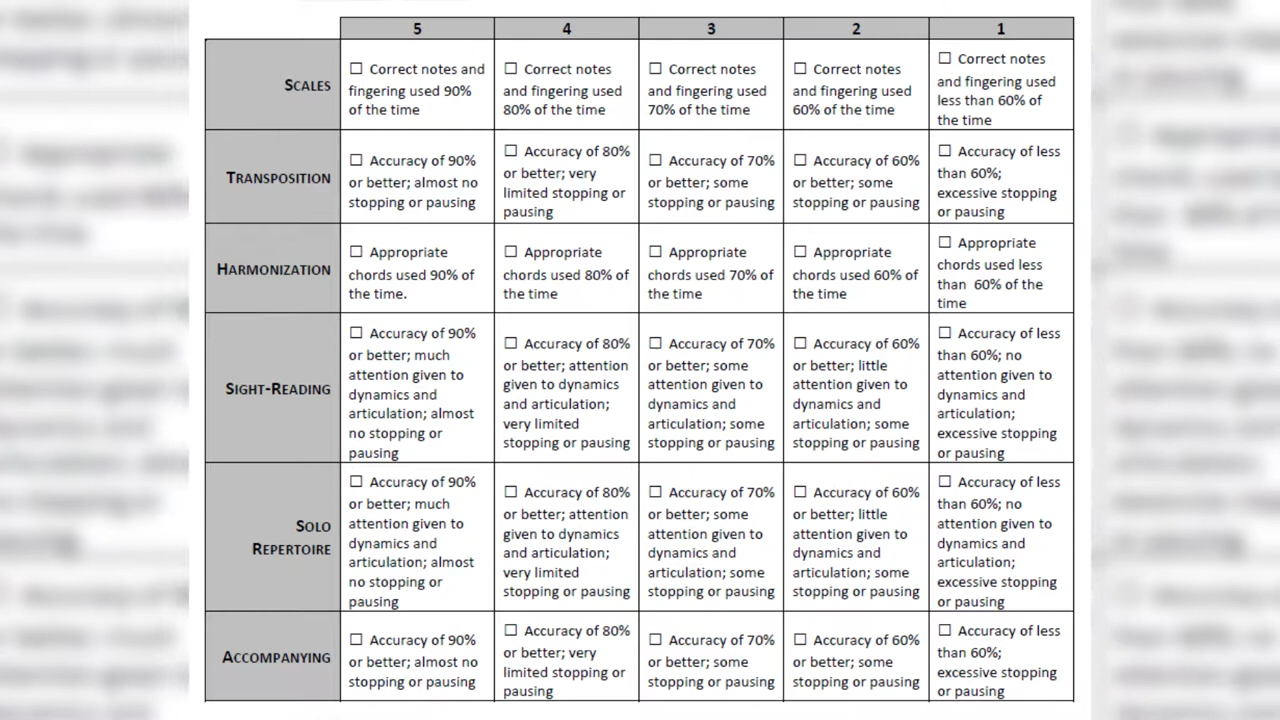 5 4 3 2 1
SCALES
☐ Correct notes and
fingering used 90%
of the time
☐ Correct notes
and fingering used
80% of the time
☐ Correct notes
and fingering used
70% of the time
☐ Correct notes
and fingering used
60% of the time
☐ Correct notes
and fingering used
less than 60% of
the time
TRANSPOSITION
☐ Accuracy of 90%
or better; almost no
stopping or pausing
☐ Accuracy of 80%
or better; very
limited stopping or
pausing
☐ Accuracy of 70%
or better; some
stopping or pausing
☐ Accuracy of 60%
or better; some
stopping or pausing
☐ Accuracy of less
than 60%;
excessive stopping
or pausing
HARMONIZATION
☐ Appropriate
chords used 90% of
the time.
☐ Appropriate
chords used 80% of
the time
☐ Appropriate
chords used 70% of
the time
☐ Appropriate
chords used 60% of
the time
☐ Appropriate
chords used less
than 60% of the
time
SIGHT-READING
☐ Accuracy of 90%
or better; much
attention given to
dynamics and
articulation; almost
no stopping or
pausing
☐ Accuracy of 80%
or better; attention
given to dynamics
and articulation;
very limited
stopping or pausing
☐ Accuracy of 70%
or better; some
attention given to
dynamics and
articulation; some
stopping or pausing
☐ Accuracy of 60%
or better; little
attention given to
dynamics and
articulation; some
stopping or pausing
☐ Accuracy of less
than 60%; no
attention given to
dynamics and
articulation;
excessive stopping
or pausing
SOLO
REPERTOIRE
☐ Accuracy of 90%
or better; much
attention given to
dynamics and
articulation; almost
no stopping or
pausing
☐ Accuracy of 80%
or better; attention
given to dynamics
and articulation;
very limited
stopping or pausing
☐ Accuracy of 70%
or better; some
attention given to
dynamics and
articulation; some
stopping or pausing
☐ Accuracy of 60%
or better; little
attention given to
dynamics and
articulation; some
stopping or pausing
☐ Accuracy of less
than 60%; no
attention given to
dynamics and
articulation;
excessive stopping
or pausing
ACCOMPANYING
☐ Accuracy of 90%
or better; almost no
stopping or pausing
☐ Accuracy of 80%
or better; very
limited stopping or
pausing
☐ Accuracy of 70%
or better; some
stopping or pausing
☐ Accuracy of 60%
or better; some
stopping or pausing
☐ Accuracy of less
than 60%;
excessive stopping
or pausing